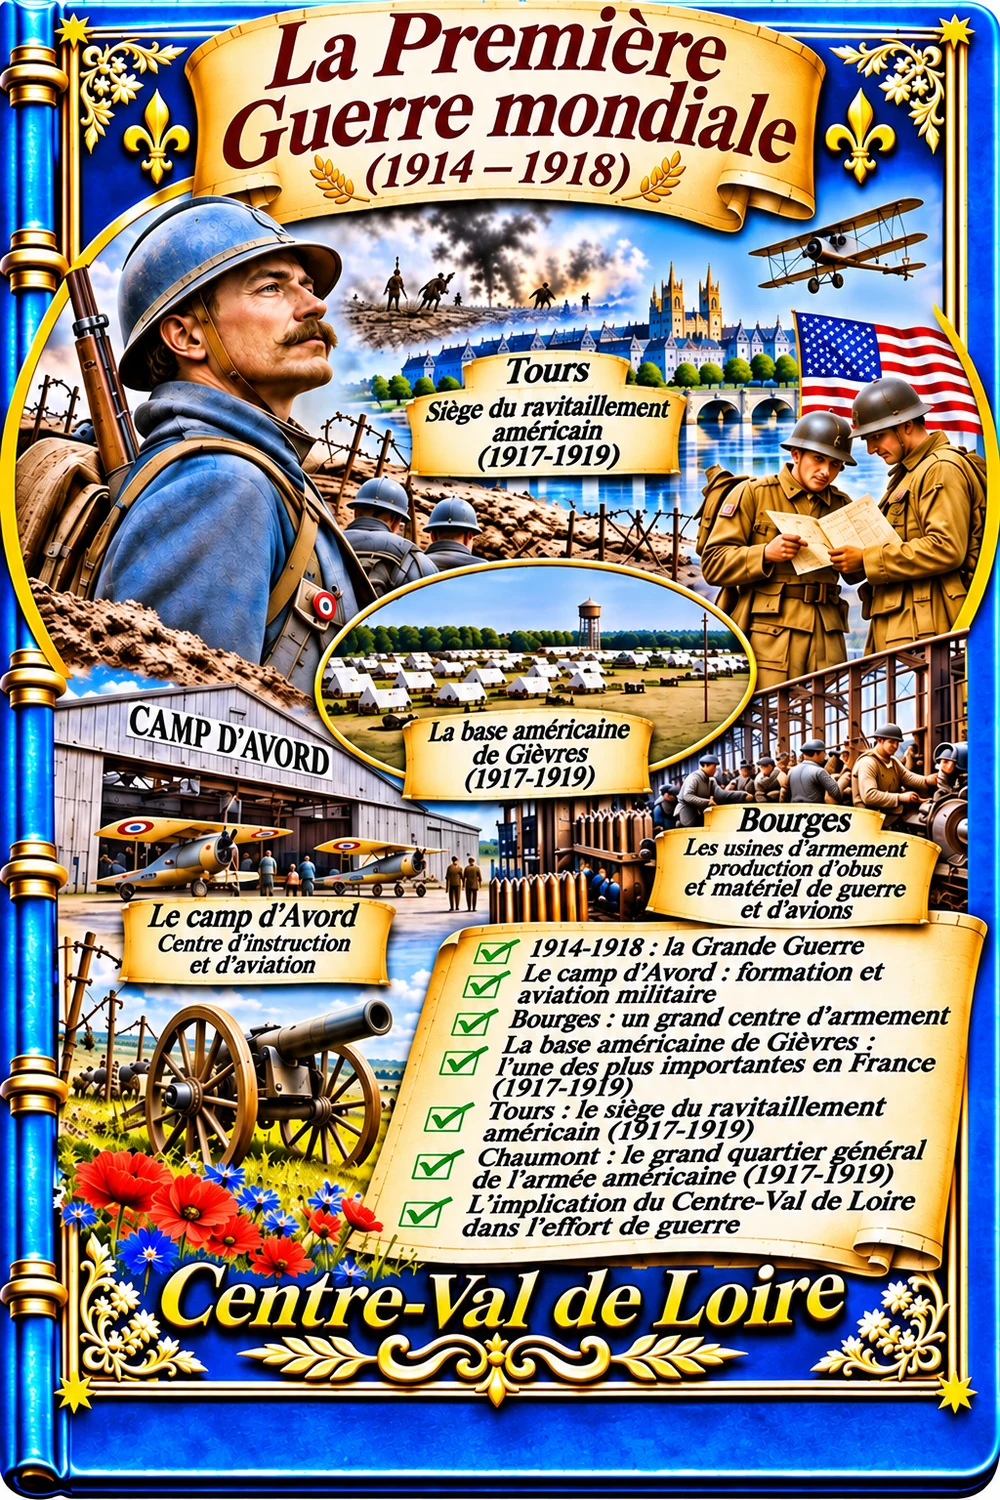 La Première
Guerre mondiale
(1914 – 1918)
Tours
Siège du ravitaillement
américain
(1917-1919)
La base américaine
de Gièvres
(1917-1919)
CAMP D'AVORD
Bourges
Les usines d'armement
production d'obus
et matériel de guerre
et d'avions
Le camp d'Avord
Centre d'instruction
et d'aviation
1914-1918 : la Grande Guerre
Le camp d'Avord : formation et
aviation militaire
Bourges : un grand centre d'armement
La base américaine de Gièvres :
l'une des plus importantes en France
(1917-1919)
Tours : le siège du ravitaillement
américain (1917-1919)
Chaumont : le grand quartier général
de l'armée américaine (1917-1919)
L'implication du Centre-Val de Loire
dans l'effort de guerre
Centre-Val de Loire